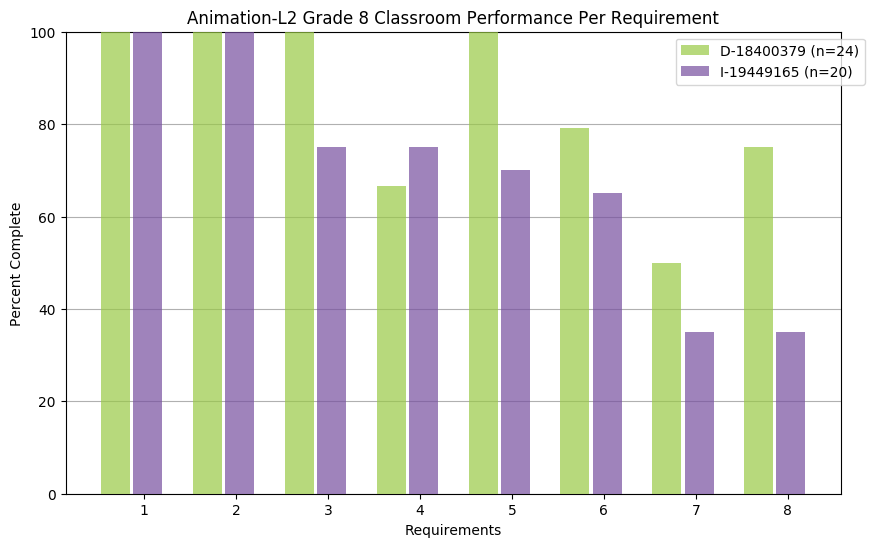 Animation-L2 Grade 8 Classroom Performance Per Requirement
D-18400379 (n=24)
I-19449165 (n=20)
Percent Complete
100
80
60
40
20
0
1 2 3 4 5 6 7 8
Requirements